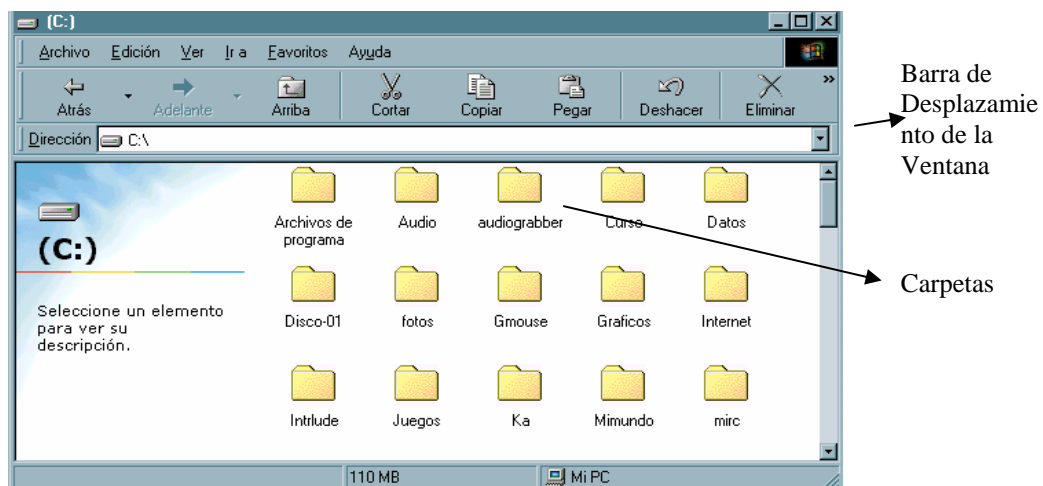 (C:)
Archivo Edición Ver Ir a Favoritos Ayuda
Atrás Adelante Arriba Cortar Copiar Pegar Deshacer Eliminar »
Dirección C:\
(C:)
Seleccione un elemento
para ver su
descripción.
Archivos de
programa
Audio
audiograbber
Curso
Datos
Disco-01
fotos
Gmouse
Graficos
Internet
Intrlude
Juegos
Ka
Mimundo
mirc
110 MB
Mi PC
Barra de
Desplazamie
nto de la
Ventana
Carpetas